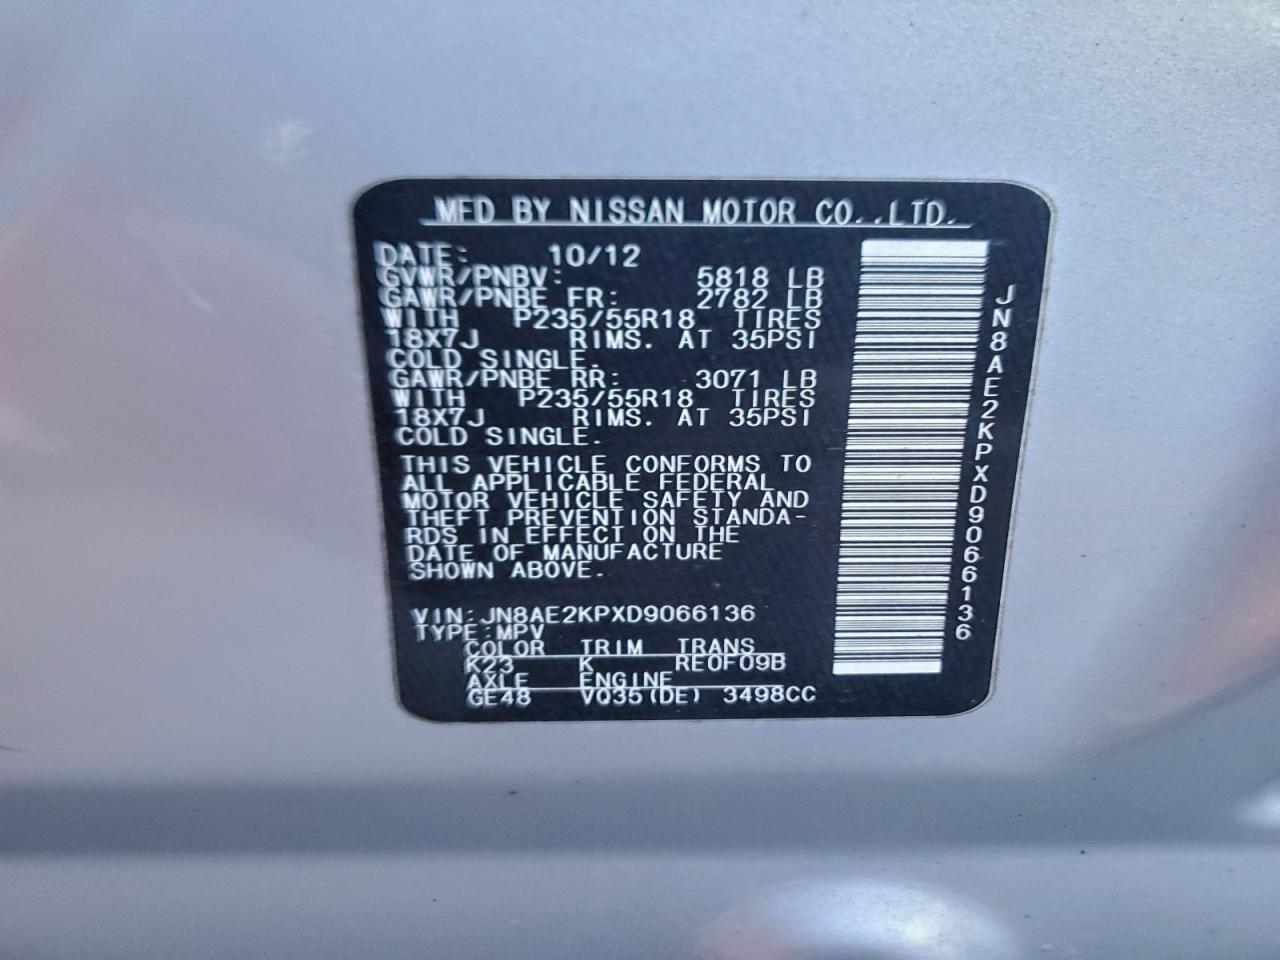 MFD BY NISSAN MOTOR CO.,LTD.
DATE: 10/12
GVWR/PNBV: 5818 LB
GAWR/PNBE FR: 2782 LB
WITH P235/55R18 TIRES
18X7J RIMS. AT 35PSI
COLD SINGLE.
GAWR/PNBE RR: 3071 LB
WITH P235/55R18 TIRES
18X7J RIMS. AT 35PSI
COLD SINGLE.
THIS VEHICLE CONFORMS TO
ALL APPLICABLE FEDERAL
MOTOR VEHICLE SAFETY AND
THEFT PREVENTION STANDA-
RDS IN EFFECT ON THE
DATE OF MANUFACTURE
SHOWN ABOVE.
VIN:JN8AE2KPXD9066136
TYPE:MPV
COLOR TRIM TRANS
K23 K RE0F09B
AXLE ENGINE
GE48 VQ35(DE) 3498CC
JN8AE2KPXD9066136